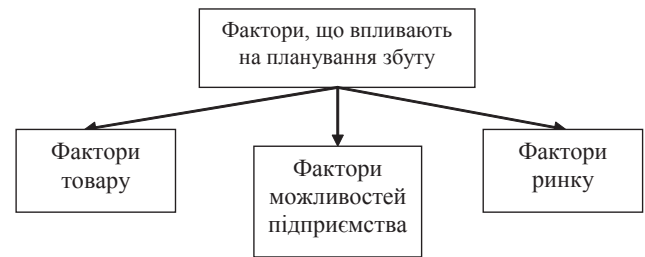 Фактори, що впливають
на планування збуту
Фактори
товару
Фактори
можливостей
підприємства
Фактори
ринку